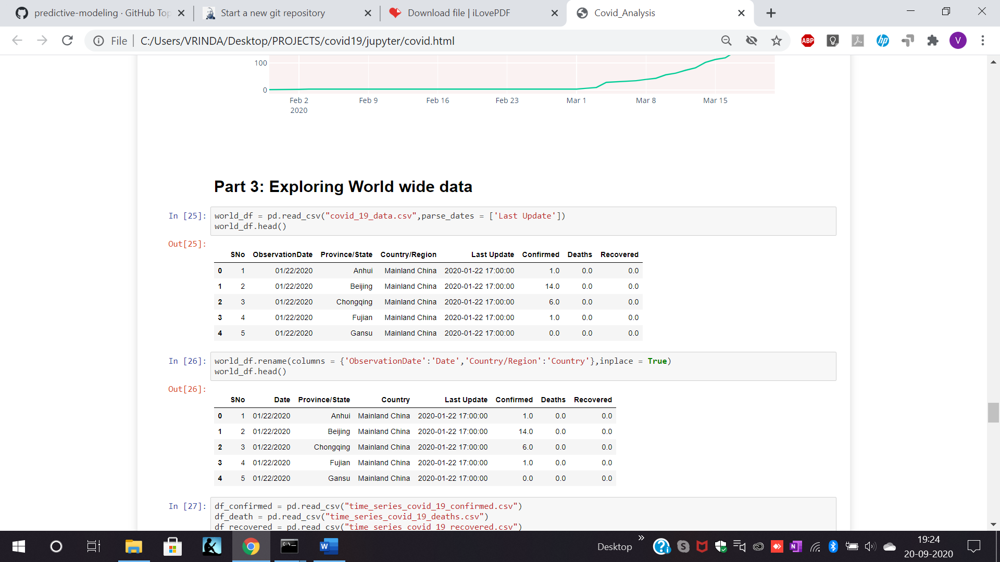 predictive-modeling · GitHub Top
Start a new git repository
Download file | iLovePDF
Covid_Analysis
File
C:/Users/VRINDA/Desktop/PROJECTS/covid19/jupyter/covid.html
ABP
hp
V
100
0
Feb 2
2020
Feb 9
Feb 16
Feb 23
Mar 1
Mar 8
Mar 15
Part 3: Exploring World wide data
In [25]:
world_df = pd.read_csv("covid_19_data.csv",parse_dates = ['Last Update'])
world_df.head()
Out[25]:
SNo ObservationDate Province/State Country/Region Last Update Confirmed Deaths Recovered
0 1 01/22/2020 Anhui Mainland China 2020-01-22 17:00:00 1.0 0.0 0.0
1 2 01/22/2020 Beijing Mainland China 2020-01-22 17:00:00 14.0 0.0 0.0
2 3 01/22/2020 Chongqing Mainland China 2020-01-22 17:00:00 6.0 0.0 0.0
3 4 01/22/2020 Fujian Mainland China 2020-01-22 17:00:00 1.0 0.0 0.0
4 5 01/22/2020 Gansu Mainland China 2020-01-22 17:00:00 0.0 0.0 0.0
In [26]:
world_df.rename(columns = {'ObservationDate':'Date','Country/Region':'Country'},inplace = True)
world_df.head()
Out[26]:
SNo Date Province/State Country Last Update Confirmed Deaths Recovered
0 1 01/22/2020 Anhui Mainland China 2020-01-22 17:00:00 1.0 0.0 0.0
1 2 01/22/2020 Beijing Mainland China 2020-01-22 17:00:00 14.0 0.0 0.0
2 3 01/22/2020 Chongqing Mainland China 2020-01-22 17:00:00 6.0 0.0 0.0
3 4 01/22/2020 Fujian Mainland China 2020-01-22 17:00:00 1.0 0.0 0.0
4 5 01/22/2020 Gansu Mainland China 2020-01-22 17:00:00 0.0 0.0 0.0
In [27]:
df_confirmed = pd.read_csv("time_series_covid_19_confirmed.csv")
df_death = pd.read_csv("time_series_covid_19_deaths.csv")
df_recovered = pd.read_csv("time_series_covid_19_recovered.csv")
Desktop
19:24
20-09-2020